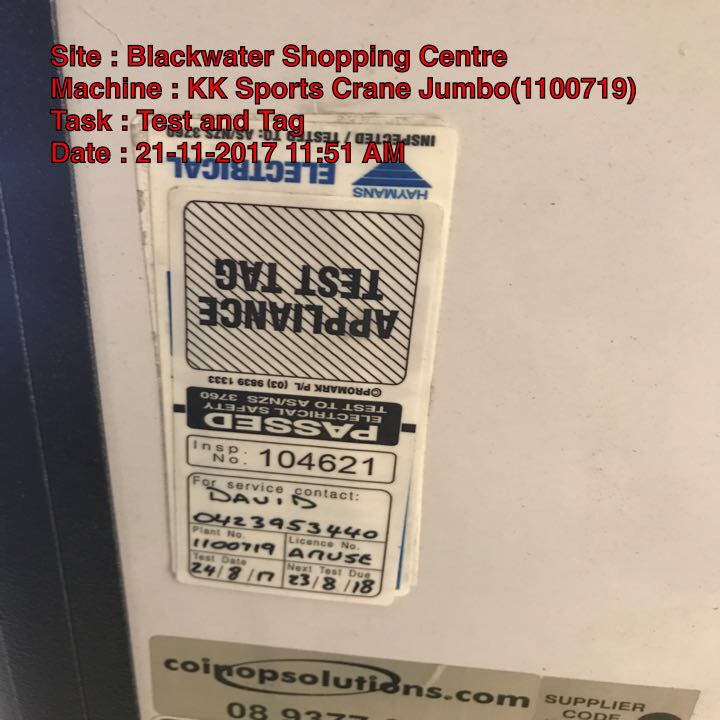 Site : Blackwater Shopping Centre
Machine : KK Sports Crane Jumbo(1100719)
Task : Test and Tag
Date : 21-11-2017 11:51 AM
INSPECTED / TESTED TO: AS/NZS 3760
HAYMANS
ELECTRICAL
APPLIANCE
TEST TAG
©PROMARK P/L (03) 9839 1333
PASSED
ELECTRICAL SAFETY
TEST TO AS/NZS 3760
Insp. No. 104621
For service contact:
DAVID
0423953440
Plant No. Licence No.
1100719 AMUSE
Test Date Next Test Due
24/8/17 23/8/18
coinopsolutions.com
08 9377
SUPPLIER
CODE